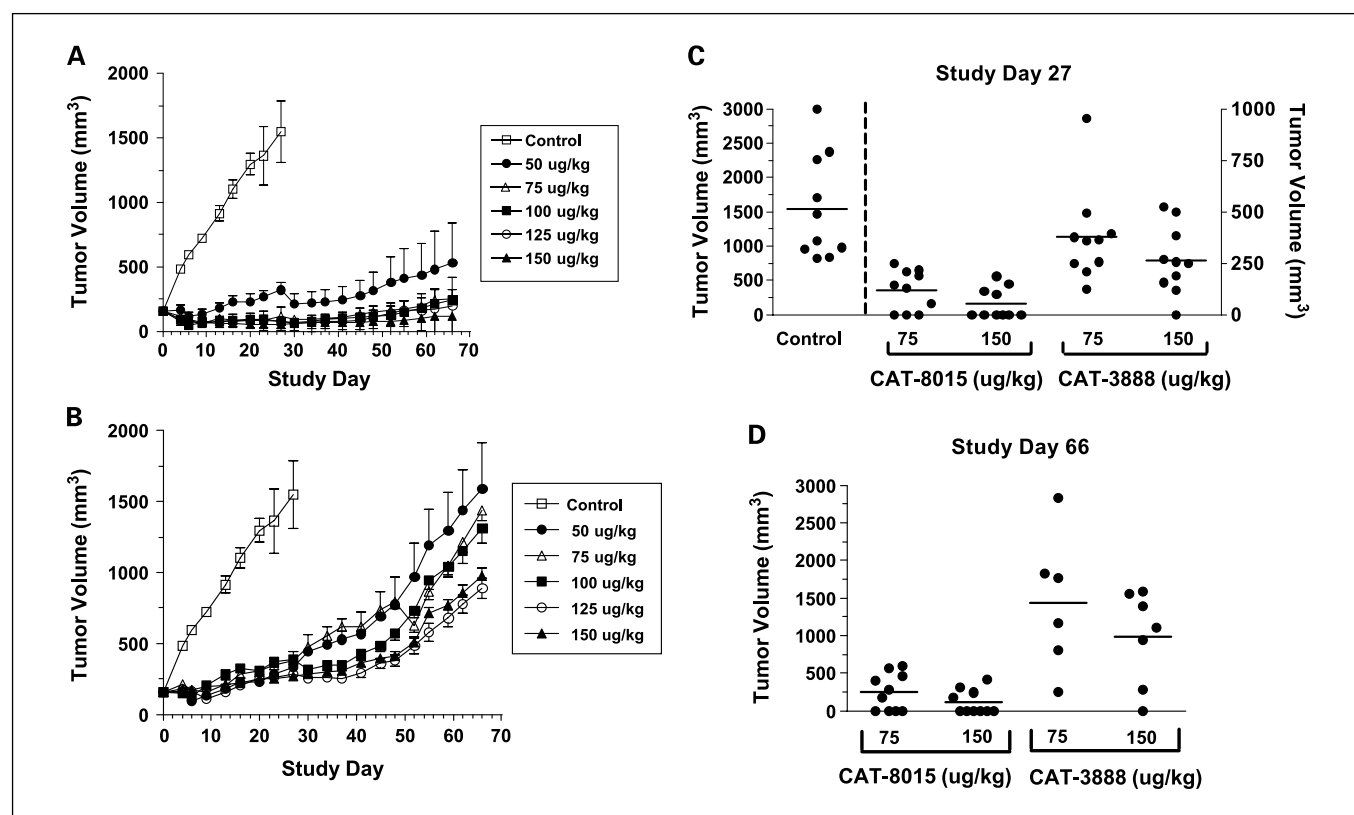 A
2000
1500
1000
500
0
Tumor Volume (mm³)
0 10 20 30 40 50 60 70
Study Day
Control
50 ug/kg
75 ug/kg
100 ug/kg
125 ug/kg
150 ug/kg
B
2000
1500
1000
500
0
Tumor Volume (mm³)
0 10 20 30 40 50 60 70
Study Day
Control
50 ug/kg
75 ug/kg
100 ug/kg
125 ug/kg
150 ug/kg
C
Study Day 27
3000
2500
2000
1500
1000
500
0
Tumor Volume (mm³)
1000
750
500
250
0
Tumor Volume (mm³)
Control 75 150 75 150
CAT-8015 (ug/kg) CAT-3888 (ug/kg)
D
Study Day 66
3000
2500
2000
1500
1000
500
0
Tumor Volume (mm³)
75 150 75 150
CAT-8015 (ug/kg) CAT-3888 (ug/kg)